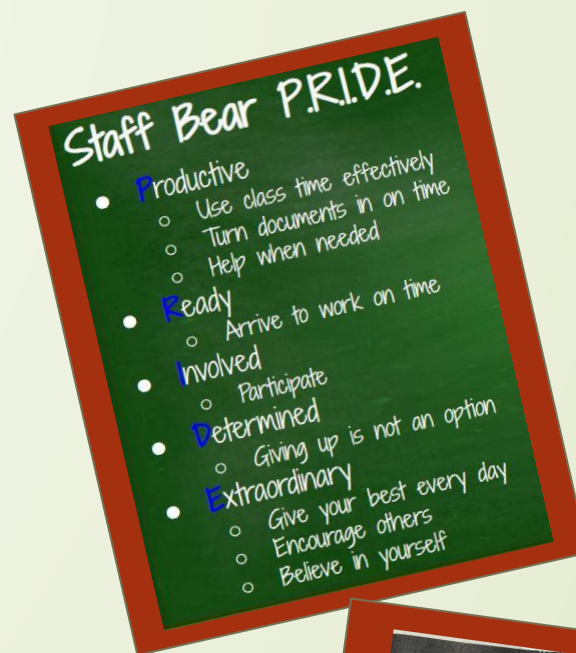 Staff Bear P.R.I.D.E.
Productive
Use class time effectively
Turn documents in on time
Help when needed
Ready
Arrive to work on time
Involved
Participate
Determined
Giving up is not an option
Extraordinary
Give your best every day
Encourage others
Believe in yourself